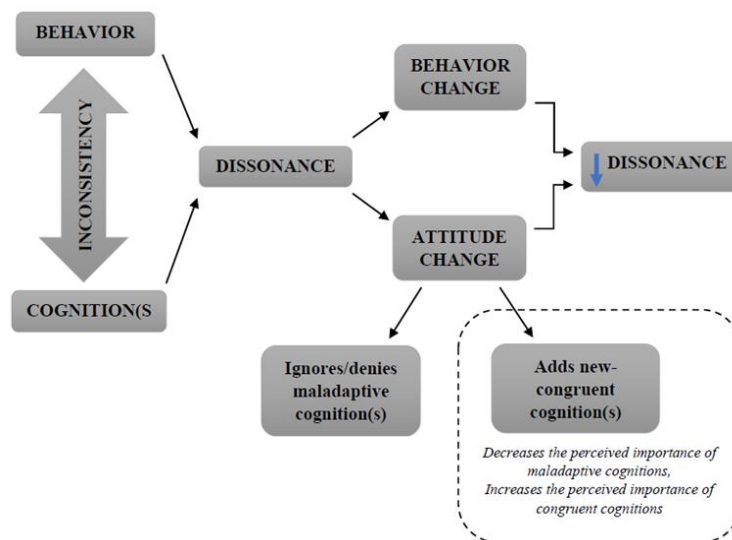 BEHAVIOR
INCONSISTENCY
COGNITION(S
DISSONANCE
BEHAVIOR
CHANGE
ATTITUDE
CHANGE
DISSONANCE
Ignores/denies
maladaptive
cognition(s)
Adds new-
congruent
cognition(s)
Decreases the perceived importance of
maladaptive cognitions,
Increases the perceived importance of
congruent cognitions